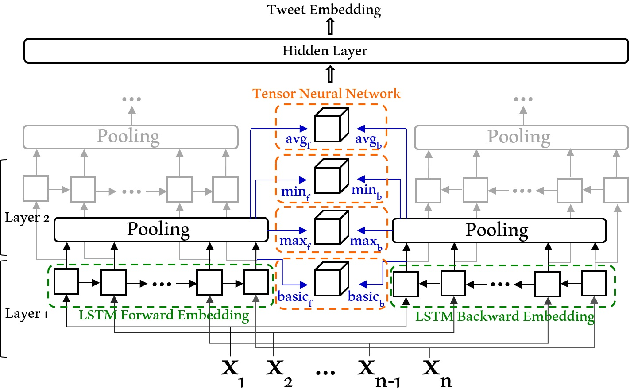 Tweet Embedding
Hidden Layer
Tensor Neural Network
...
...
Pooling
avg_f
avg_b
Pooling
...
min_f
min_b
...
Layer 2
Pooling
max_f
max_b
Pooling
...
basic_f
basic_b
...
Layer 1
LSTM Forward Embedding
LSTM Backward Embedding
X_1 X_2 ... X_n-1 X_n